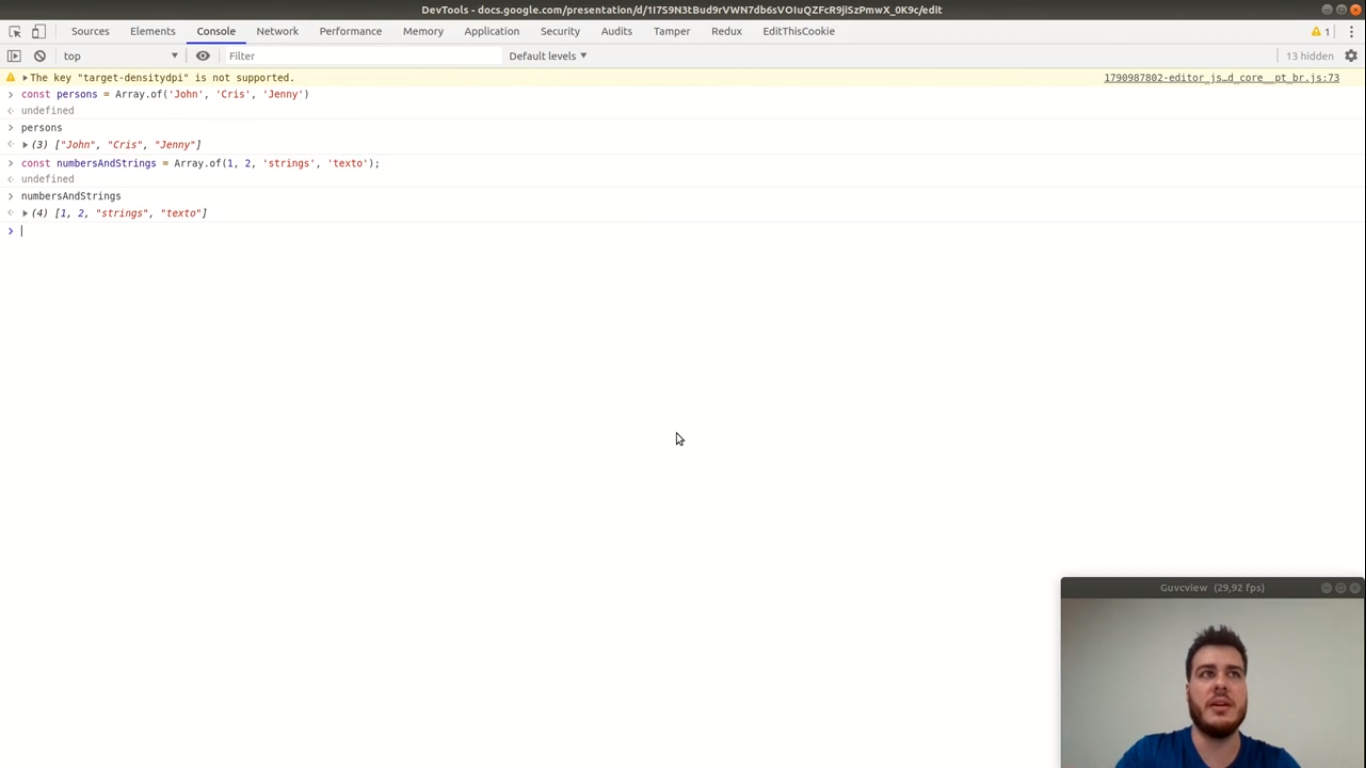 DevTools - docs.google.com/presentation/d/1I7S9N3tBud9rVWN7db6sVOIuQZFcR9jiSzPmwX_0K9c/edit
Sources Elements Console Network Performance Memory Application Security Audits Tamper Redux EditThisCookie 1
top Filter Default levels 13 hidden
The key "target-densitydpi" is not supported. 1790987802-editor_js…d_core__pt_br.js:73
const persons = Array.of('John', 'Cris', 'Jenny')
undefined
persons
(3) ["John", "Cris", "Jenny"]
const numbersAndStrings = Array.of(1, 2, 'strings', 'texto');
undefined
numbersAndStrings
(4) [1, 2, "strings", "texto"]
Guvcview (29,92 fps)